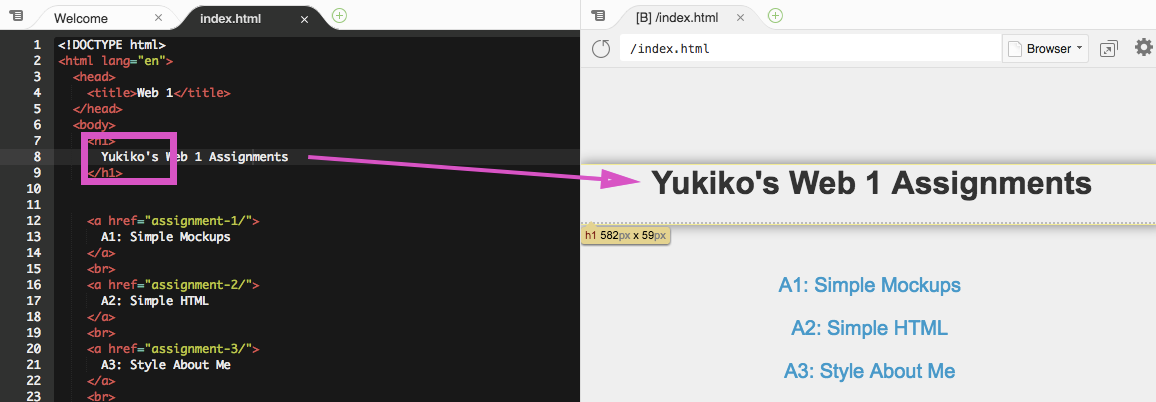 Welcome × index.html ×
1 <!DOCTYPE html>
2 <html lang="en">
3 <head>
4 <title>Web 1</title>
5 </head>
6 <body>
7 <h1>
8 Yukiko's Web 1 Assignments
9 </h1>
10
11
12 <a href="assignment-1/">
13 A1: Simple Mockups
14 </a>
15 <br>
16 <a href="assignment-2/">
17 A2: Simple HTML
18 </a>
19 <br>
20 <a href="assignment-3/">
21 A3: Style About Me
22 </a>
23 <br>
[B] /index.html ×
/index.html Browser
Yukiko's Web 1 Assignments
h1 582px x 59px
A1: Simple Mockups
A2: Simple HTML
A3: Style About Me